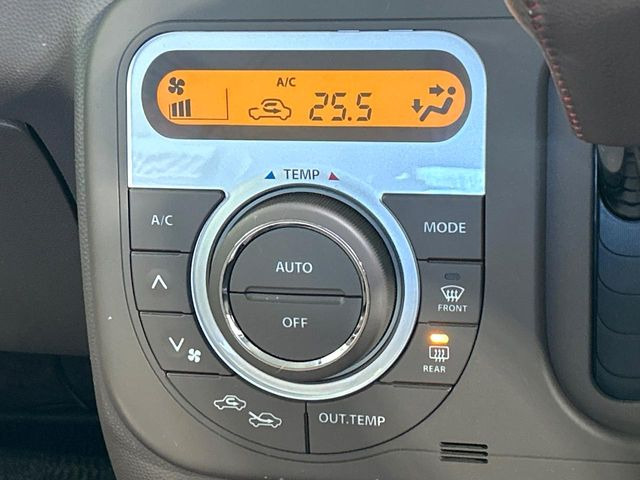 A/C
25.5
TEMP
A/C
MODE
AUTO
OFF
FRONT
REAR
OUT.TEMP